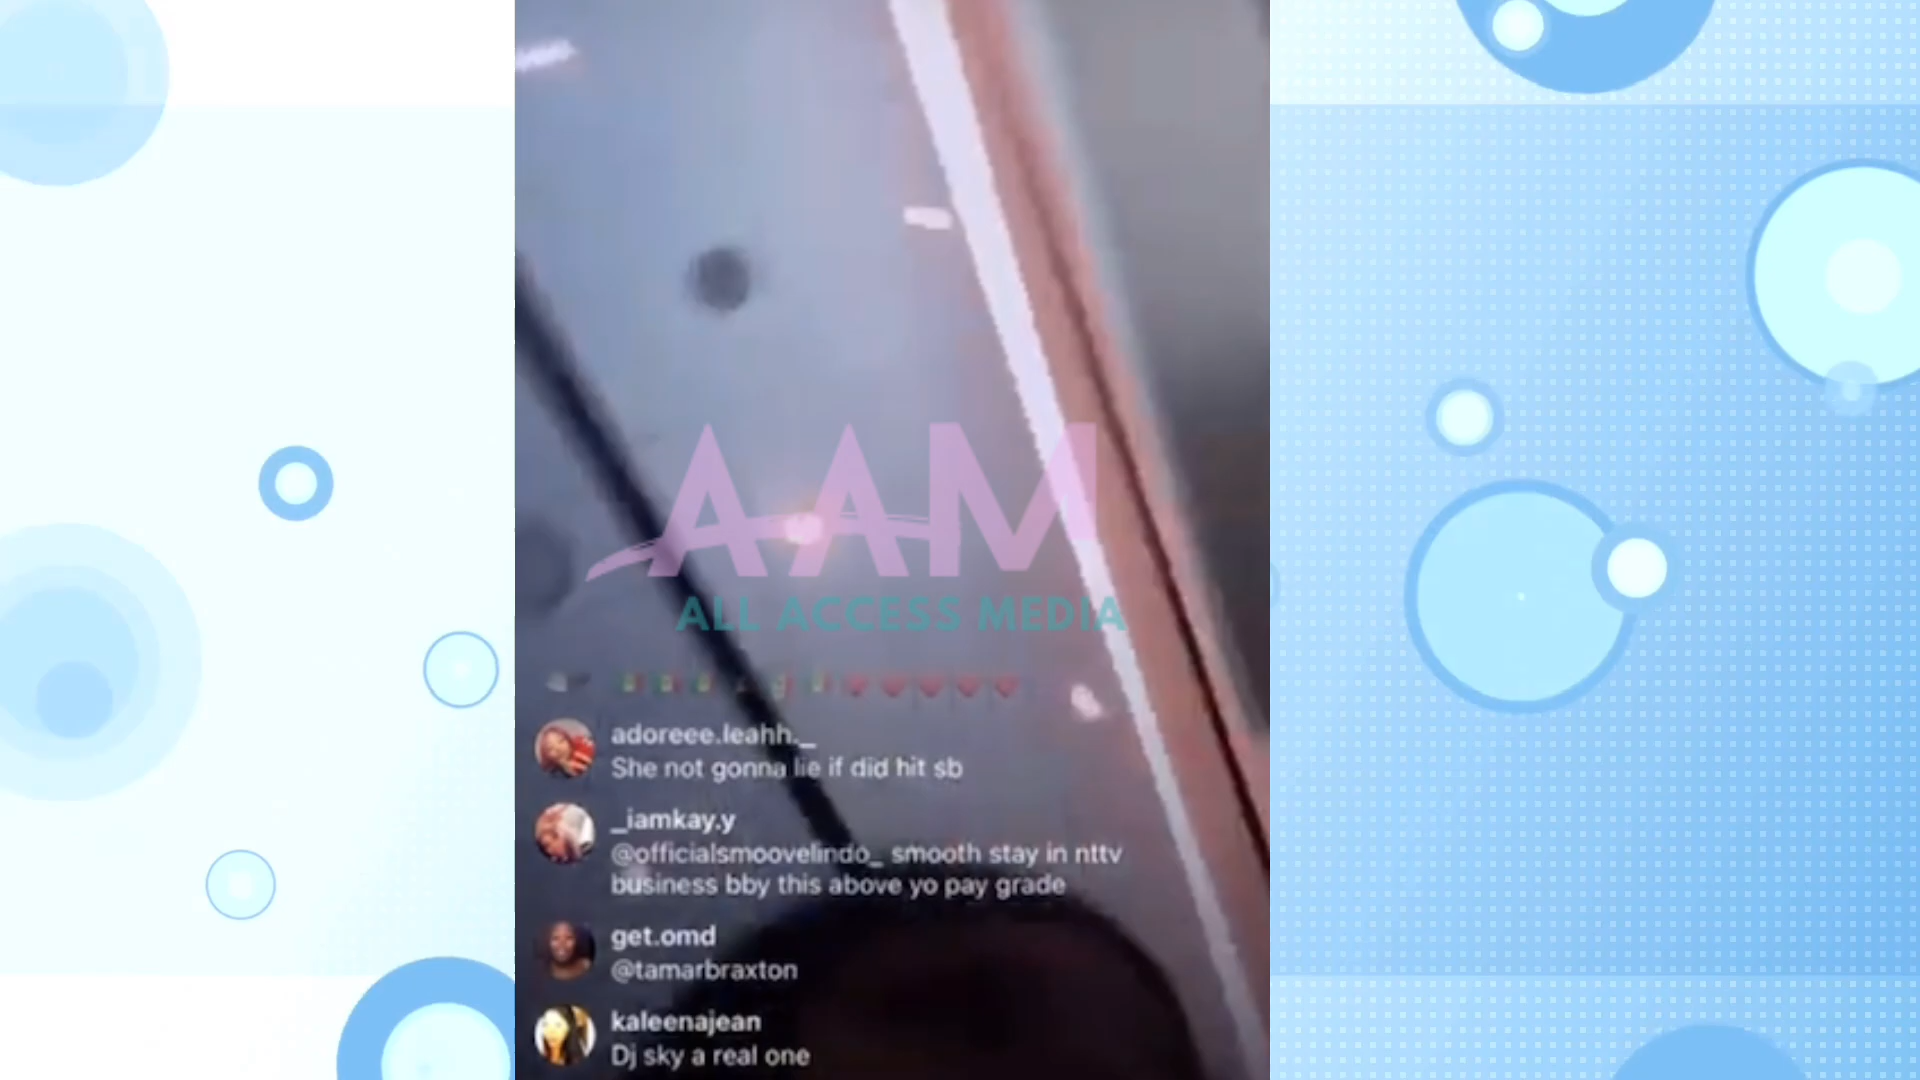 AAM
ALL ACCESS MEDIA
adoreee.leahh._
She not gonna lie if did hit sb
_iamkay.y
@officialsmoovelindo_ smooth stay in nttv
business bby this above yo pay grade
get.omd
@tamarbraxton
kaleenajean
Dj sky a real one